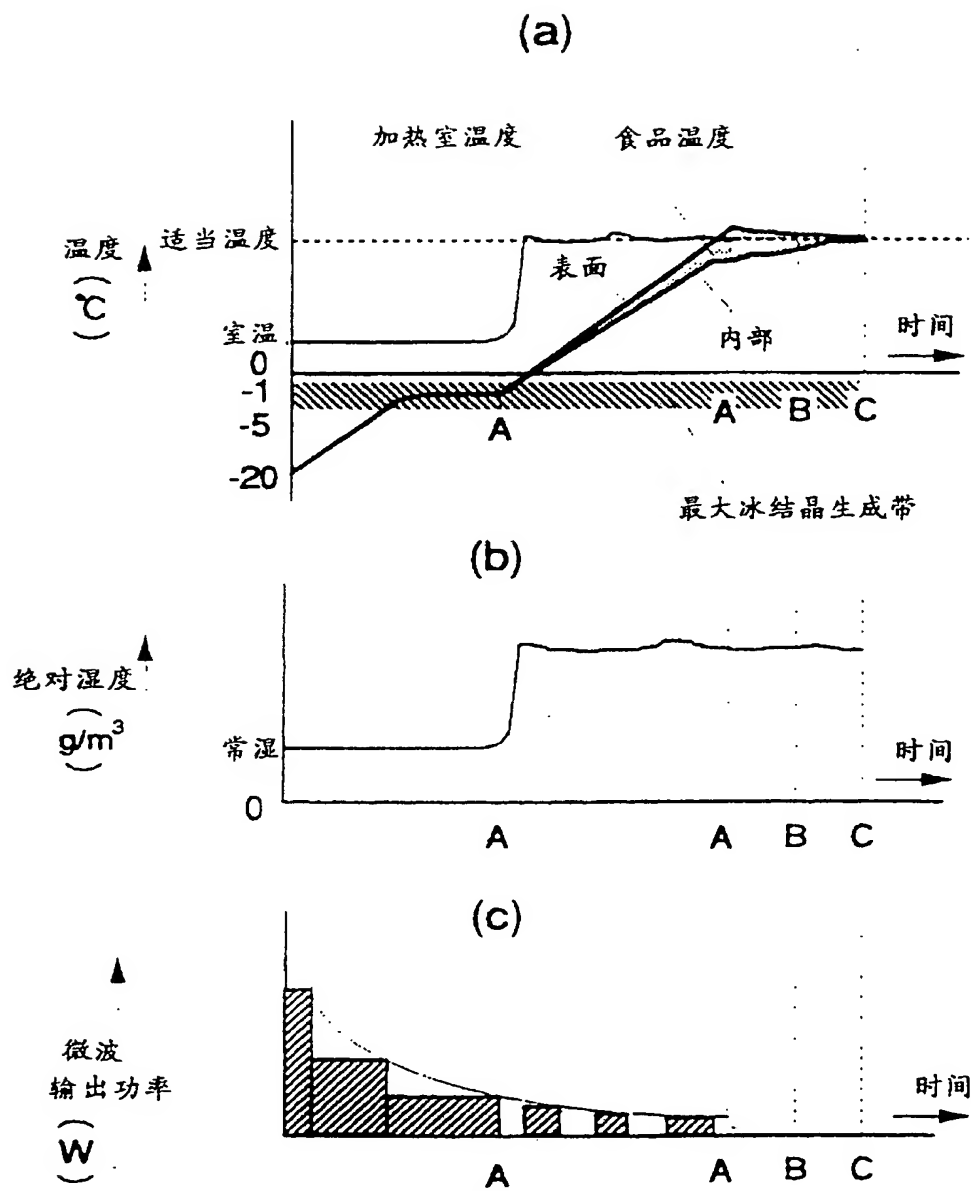 (a)
加热室温度
食品温度
温度
(℃)
适当温度
表面
室温
内部
时间
0
-1
-5
-20
A
A
B
C
最大冰结晶生成带
(b)
绝对湿度
(g/m³)
常湿
时间
0
A
A
B
C
(c)
微波
输出功率
(W)
时间
A
A
B
C